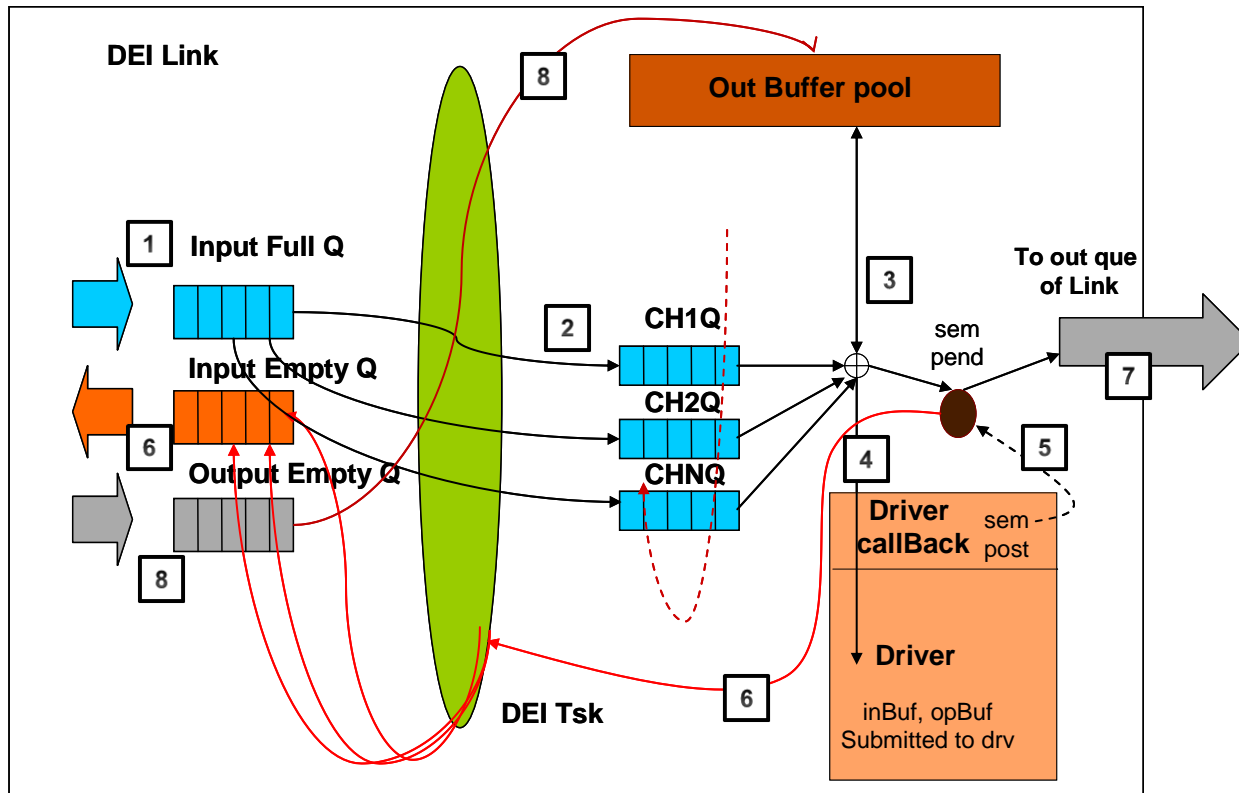 DEI Link
8
Out Buffer pool
1
Input Full Q
To out que
of Link
3
2
CH1Q
sem
pend
Input Empty Q
7
CH2Q
6
5
4
Output Empty Q
CHNQ
Driver
callBack
sem
post
8
Driver
6
DEI Tsk
inBuf, opBuf
Submitted to drv